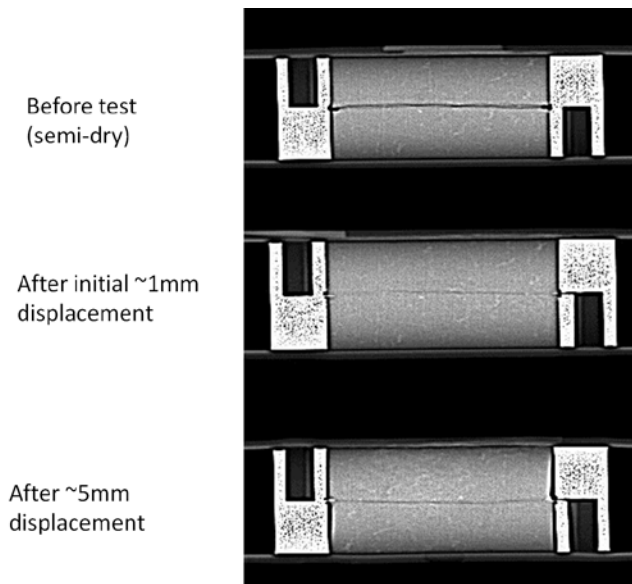 Before test
(semi-dry)
After initial ~1mm
displacement
After ~5mm
displacement